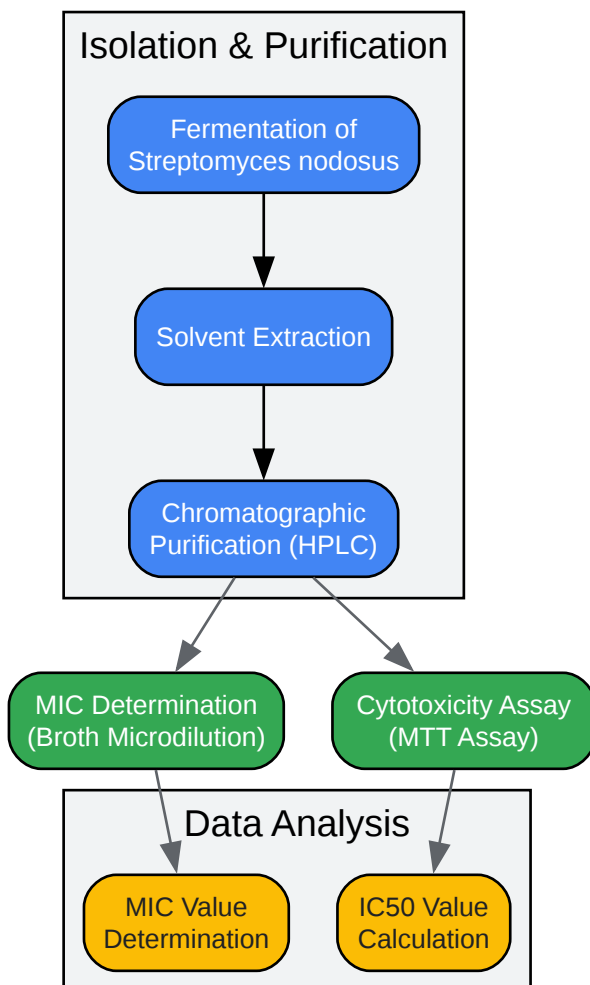 Isolation & Purification
Fermentation of
Streptomyces nodosus
Solvent Extraction
Chromatographic
Purification (HPLC)
MIC Determination
(Broth Microdilution)
Cytotoxicity Assay
(MTT Assay)
Data Analysis
MIC Value
Determination
IC50 Value
Calculation